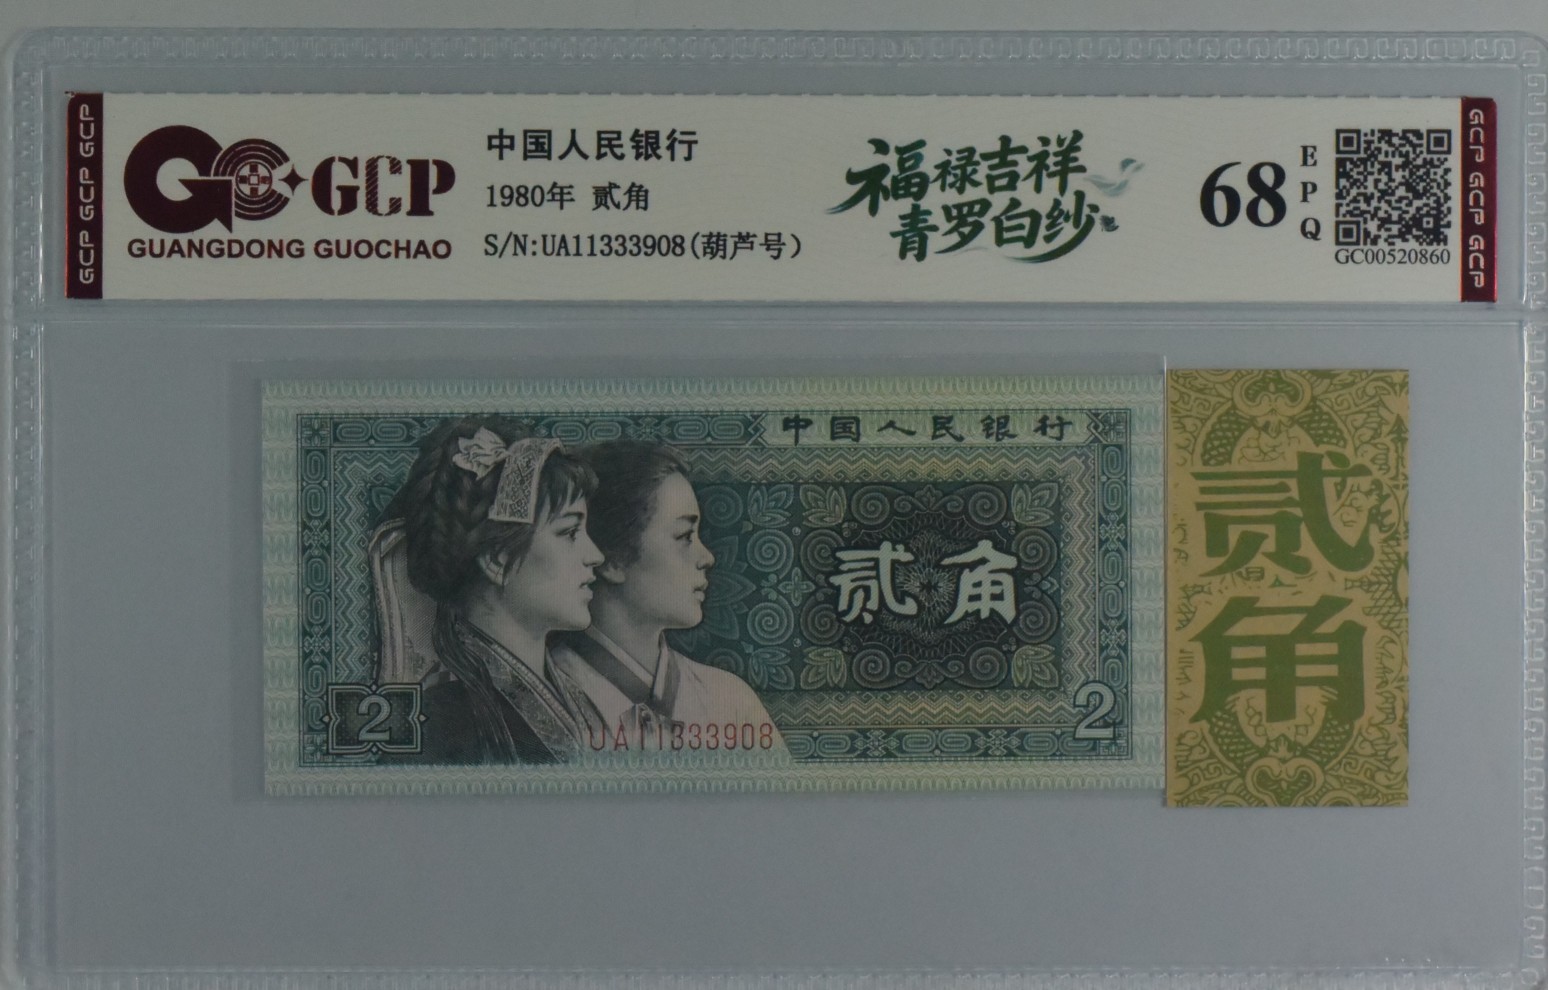 GCP GCP GCP
GCP
GUANGDONG GUOCHAO
中国人民银行
1980年 贰角
S/N:UA11333908(葫芦号)
福禄吉祥
青罗白纱
68
EPQ
GC00520860
GCP GCP GCP
中国人民银行
贰角
2
2
UA11333908
贰角